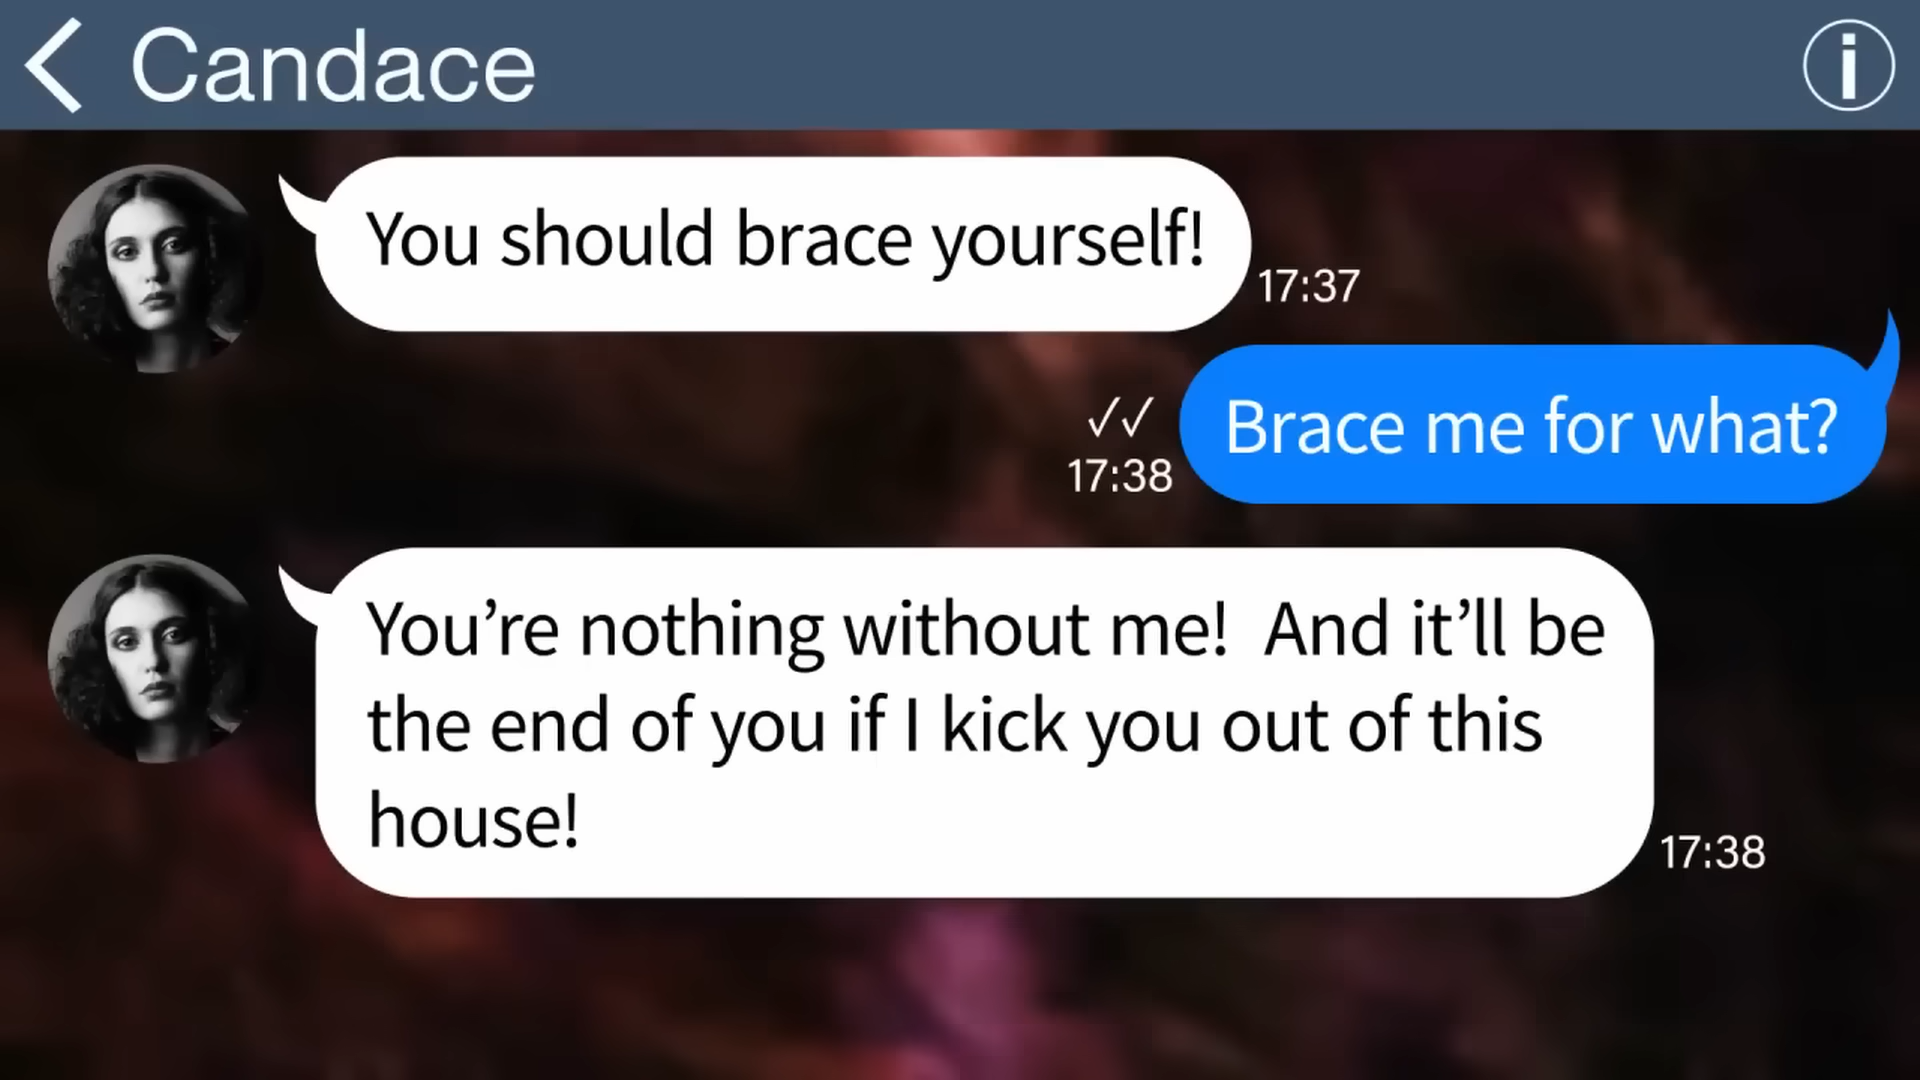 Candace
You should brace yourself!
17:37
Brace me for what?
✓✓
17:38
You’re nothing without me!  And it’ll be
the end of you if I kick you out of this
house!
17:38